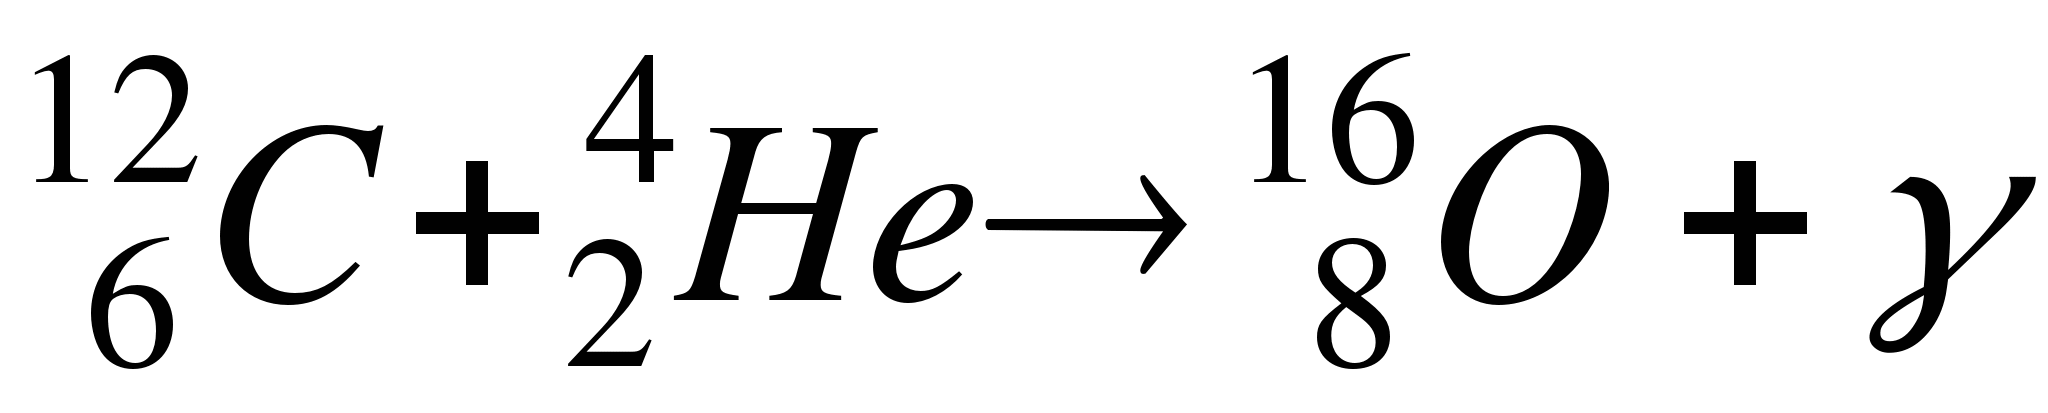 ¹²₆C + ⁴₂He → ¹⁶₈O + γ